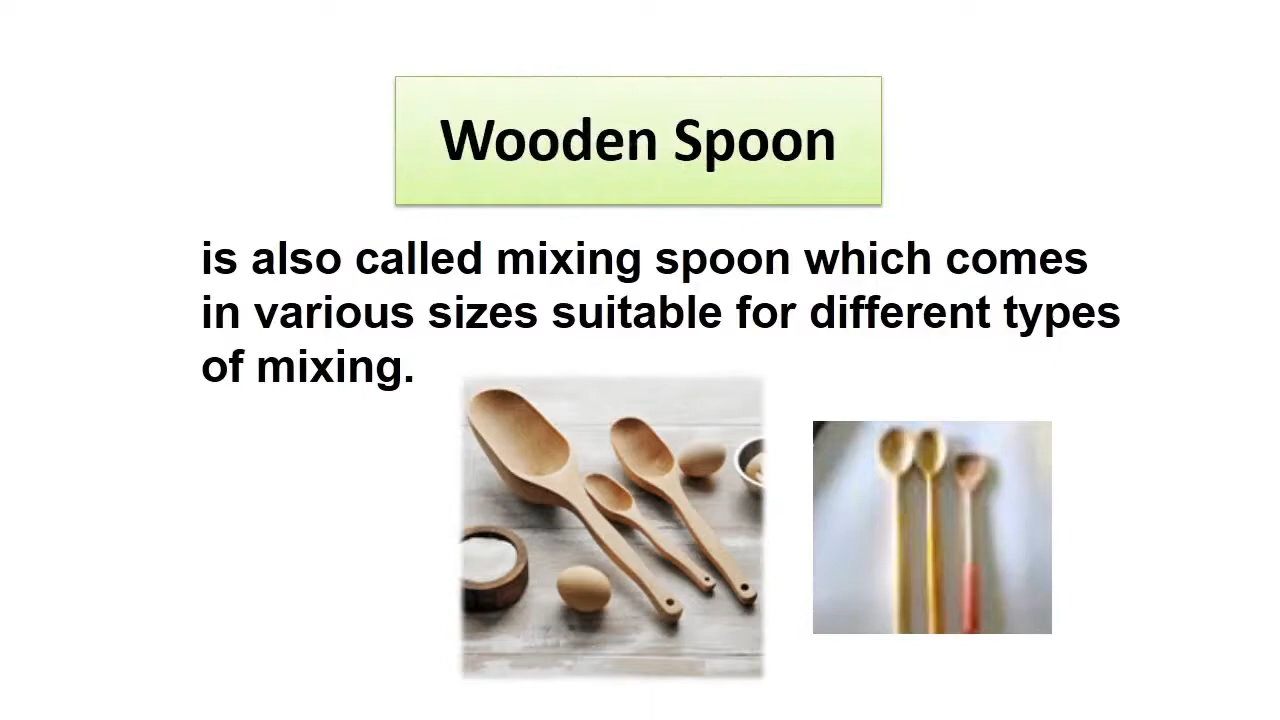 Wooden Spoon
is also called mixing spoon which comes
in various sizes suitable for different types
of mixing.